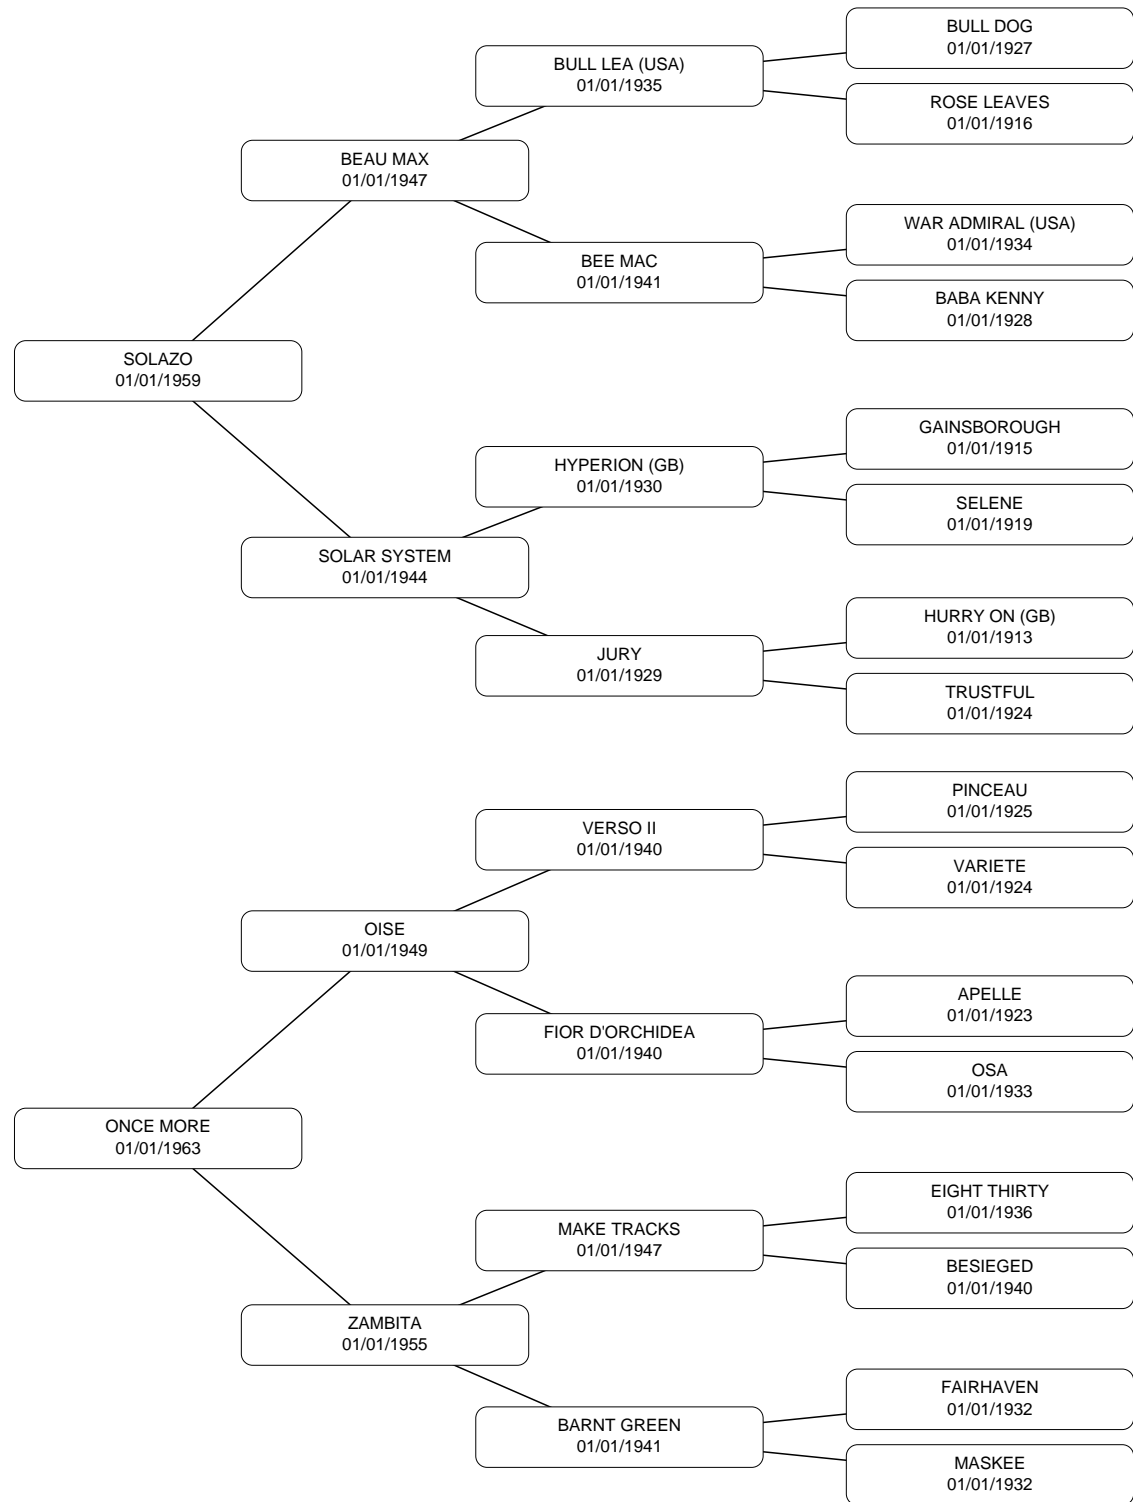 BULL DOG
01/01/1927
BULL LEA (USA)
01/01/1935
ROSE LEAVES
01/01/1916
BEAU MAX
01/01/1947
WAR ADMIRAL (USA)
01/01/1934
BEE MAC
01/01/1941
BABA KENNY
01/01/1928
SOLAZO
01/01/1959
GAINSBOROUGH
01/01/1915
HYPERION (GB)
01/01/1930
SELENE
01/01/1919
SOLAR SYSTEM
01/01/1944
HURRY ON (GB)
01/01/1913
JURY
01/01/1929
TRUSTFUL
01/01/1924
PINCEAU
01/01/1925
VERSO II
01/01/1940
VARIETE
01/01/1924
OISE
01/01/1949
APELLE
01/01/1923
FIOR D'ORCHIDEA
01/01/1940
OSA
01/01/1933
ONCE MORE
01/01/1963
EIGHT THIRTY
01/01/1936
MAKE TRACKS
01/01/1947
BESIEGED
01/01/1940
ZAMBITA
01/01/1955
FAIRHAVEN
01/01/1932
BARNT GREEN
01/01/1941
MASKEE
01/01/1932